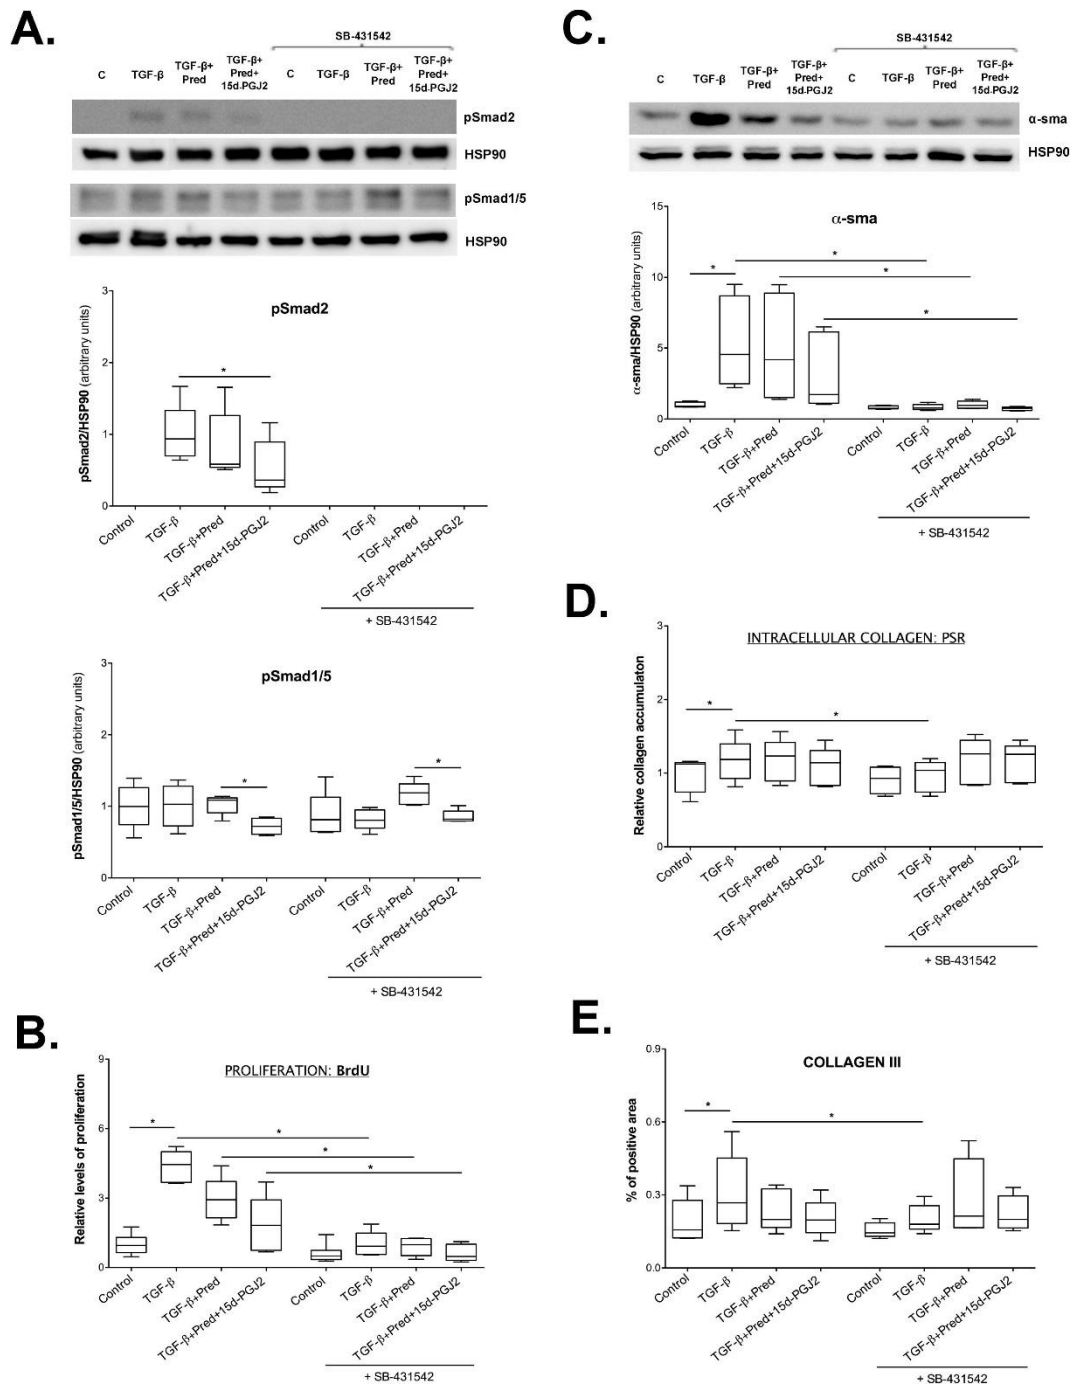 A.
SB-431542
C
TGF-β
TGF-β+
Pred
TGF-β+
Pred+
15d.PGJ2
C
TGF-β
TGF-β+
Pred
TGF-β+
Pred+
15d.PGJ2
pSmad2
HSP90
pSmad1/5
HSP90
pSmad2
pSmad2/HSP90 (arbitrary units)
3
2
1
0
*
Control
TGF-β
TGF-β+Pred
TGF-β+Pred+15d-PGJ2
Control
TGF-β
TGF-β+Pred
TGF-β+Pred+15d-PGJ2
+ SB-431542
pSmad1/5
pSmad1/5/HSP90 (arbitrary units)
3
2
1
0
*
*
Control
TGF-β
TGF-β+Pred
TGF-β+Pred+15d-PGJ2
Control
TGF-β
TGF-β+Pred
TGF-β+Pred+15d-PGJ2
+ SB-431542
B.
PROLIFERATION: BrdU
Relative levels of proliferation
9
6
3
0
*
*
*
*
Control
TGF-β
TGF-β+Pred
TGF-β+Pred+15d-PGJ2
Control
TGF-β
TGF-β+Pred
TGF-β+Pred+15d-PGJ2
+ SB-431542
C.
SB-431542
C
TGF-β
TGF-β+
Pred
TGF-β+
Pred+
15d.PGJ2
C
TGF-β
TGF-β+
Pred
TGF-β+
Pred+
15d.PGJ2
α-sma
HSP90
α-sma
α-sma/HSP90 (arbitrary units)
15
10
5
0
*
*
*
*
Control
TGF-β
TGF-β+Pred
TGF-β+Pred+15d-PGJ2
Control
TGF-β
TGF-β+Pred
TGF-β+Pred+15d-PGJ2
+ SB-431542
D.
INTRACELLULAR COLLAGEN: PSR
Relative collagen accumulaton
3
2
1
0
*
*
Control
TGF-β
TGF-β+Pred
TGF-β+Pred+15d-PGJ2
Control
TGF-β
TGF-β+Pred
TGF-β+Pred+15d-PGJ2
+ SB-431542
E.
COLLAGEN III
% of positive area
0.9
0.6
0.3
0.0
*
*
Control
TGF-β
TGF-β+Pred
TGF-β+Pred+15d-PGJ2
Control
TGF-β
TGF-β+Pred
TGF-β+Pred+15d-PGJ2
+ SB-431542